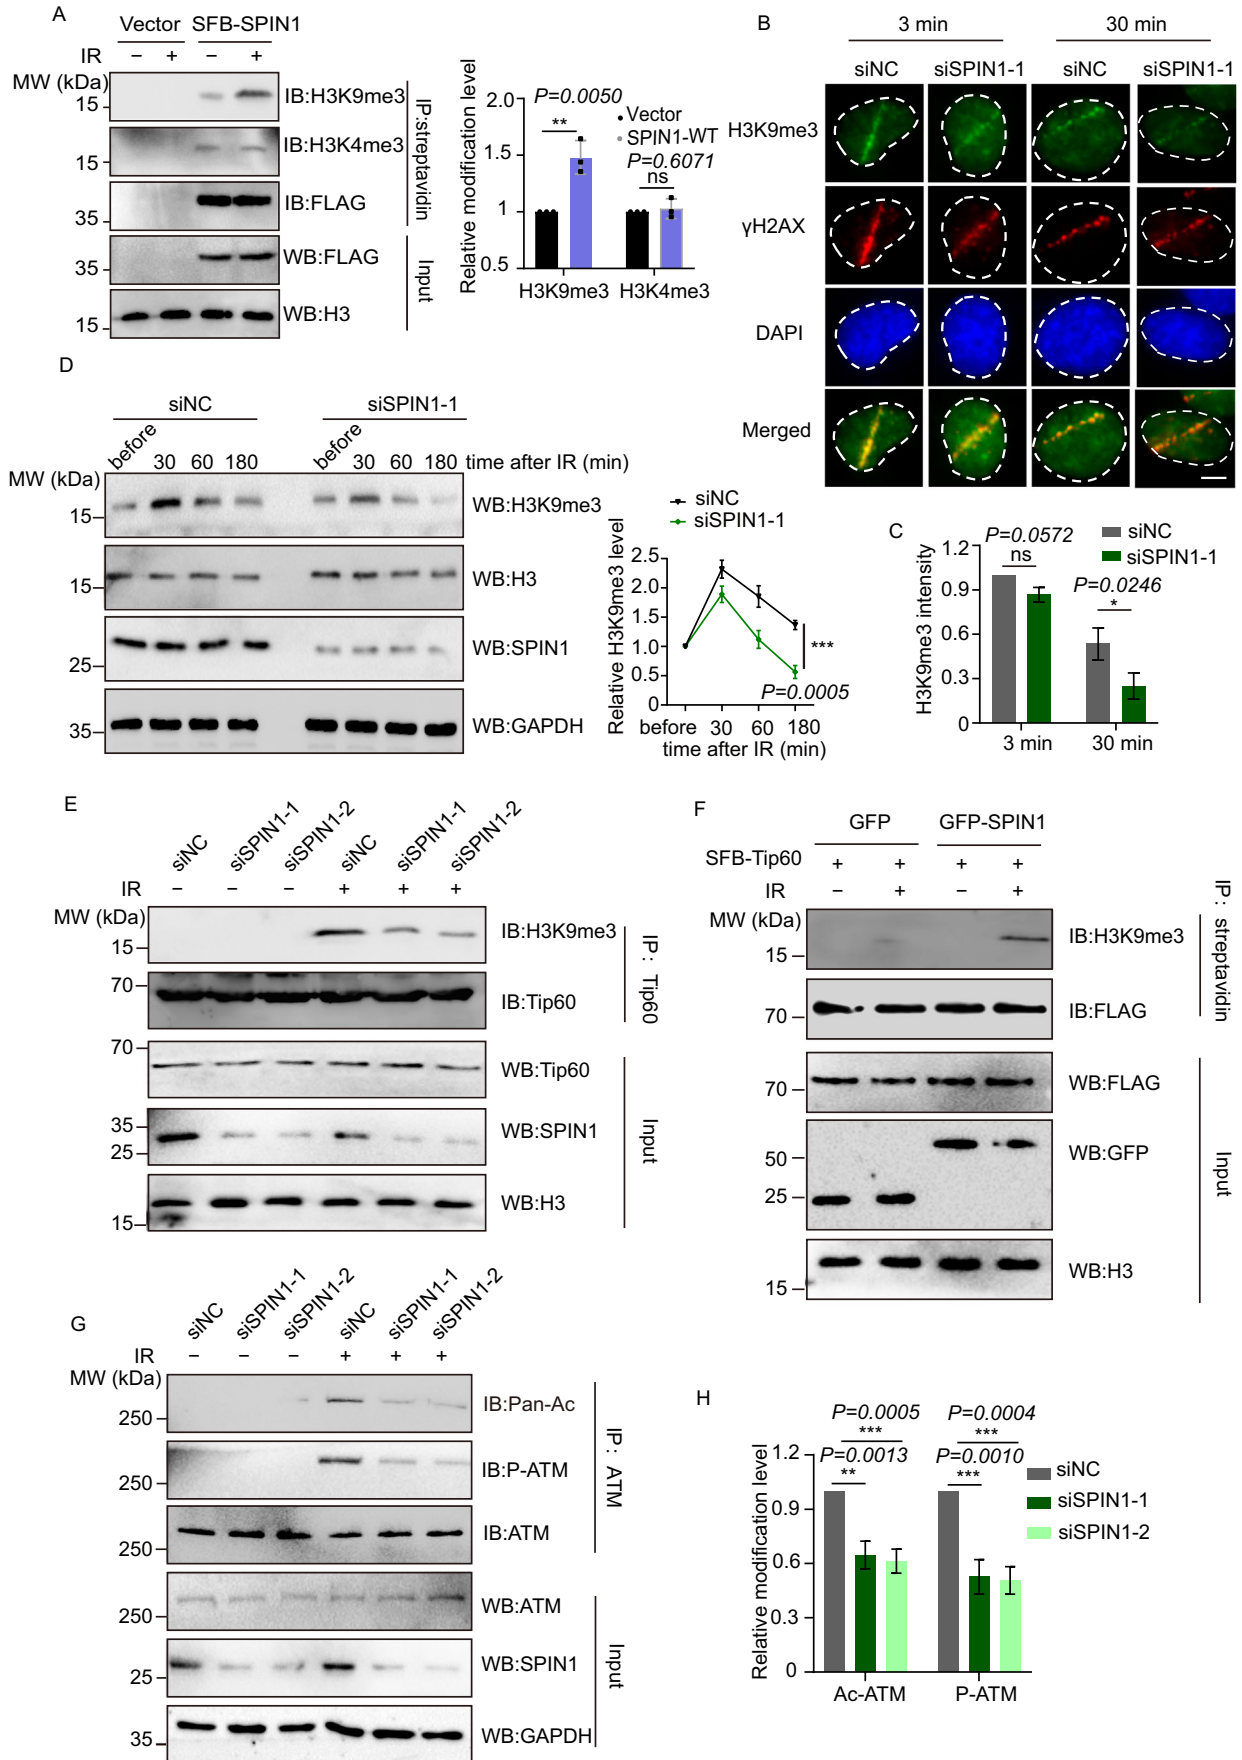 A
Vector SFB-SPIN1
IR − + − +
MW (kDa)
15
IB:H3K9me3
15
IB:H3K4me3
35
IB:FLAG
IP:streptavidin
35
WB:FLAG
15
WB:H3
Input
Relative modification level
2.0
1.5
1
0.5
P=0.0050
**
Vector
SPIN1-WT
P=0.6071
ns
H3K9me3 H3K4me3
B
3 min 30 min
siNC siSPIN1-1 siNC siSPIN1-1
H3K9me3
γH2AX
DAPI
Merged
C
siNC
siSPIN1-1
P=0.0572
ns
P=0.0246
*
H3K9me3 intensity
1.2
0.9
0.6
0.3
0
3 min 30 min
D
siNC siSPIN1-1
before 30 60 180 before 30 60 180 time after IR (min)
MW (kDa)
15
WB:H3K9me3
15
WB:H3
25
WB:SPIN1
35
WB:GAPDH
siNC
siSPIN1-1
Relative H3K9me3 level
2.5
2.0
1.5
1.0
0.5
0
***
P=0.0005
before 30 60 180
time after IR (min)
E
siNC siSPIN1-1 siSPIN1-2 siNC siSPIN1-1 siSPIN1-2
IR − − − + + +
MW (kDa)
15
IB:H3K9me3
70
IB:Tip60
IP: Tip60
70
WB:Tip60
35
25
WB:SPIN1
15
WB:H3
Input
F
GFP GFP-SPIN1
SFB-Tip60 + + + +
IR − + − +
MW (kDa)
15
IB:H3K9me3
70
IB:FLAG
IP: streptavidin
70
WB:FLAG
50
25
WB:GFP
15
WB:H3
Input
G
siNC siSPIN1-1 siSPIN1-2 siNC siSPIN1-1 siSPIN1-2
IR − − − + + +
MW (kDa)
250
IB:Pan-Ac
250
IB:P-ATM
250
IB:ATM
IP: ATM
250
WB:ATM
25
WB:SPIN1
35
WB:GAPDH
Input
H
P=0.0005 P=0.0004
*** ***
P=0.0013 P=0.0010
** ***
siNC
siSPIN1-1
siSPIN1-2
Relative modification level
1.2
0.9
0.6
0.3
0
Ac-ATM P-ATM